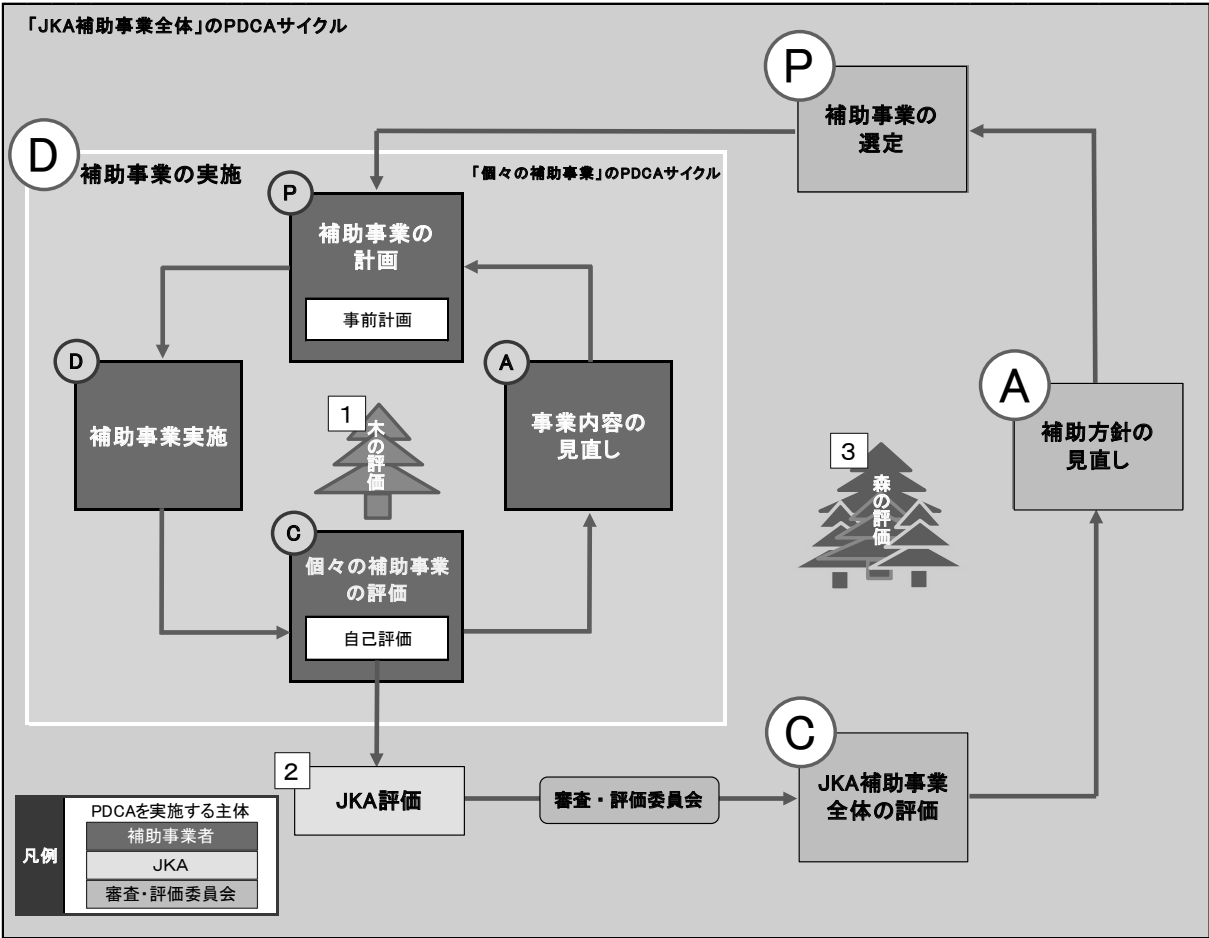 「JKA補助事業全体」のPDCAサイクル
P
補助事業の
選定
D
補助事業の実施
「個々の補助事業」のPDCAサイクル
P
補助事業の
計画
事前計画
D
補助事業実施
A
事業内容の
見直し
1
木の評価
C
個々の補助事業
の評価
自己評価
3
森の評価
A
補助方針の
見直し
2
JKA評価
審査・評価委員会
C
JKA補助事業
全体の評価
凡例
PDCAを実施する主体
補助事業者
JKA
審査・評価委員会